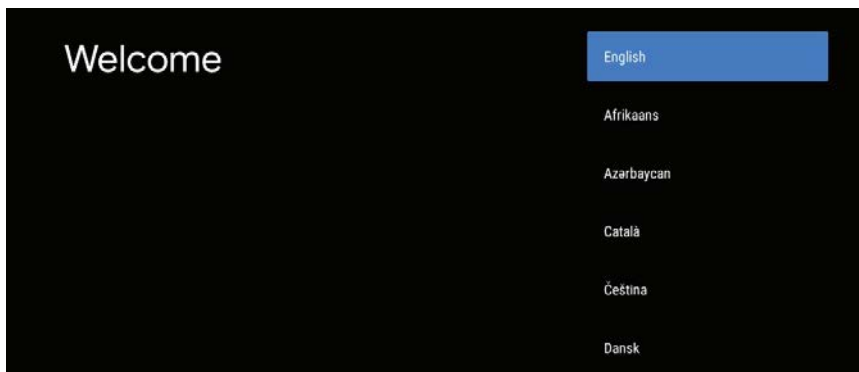 Welcome
English
Afrikaans
Azərbaycan
Català
Čeština
Dansk